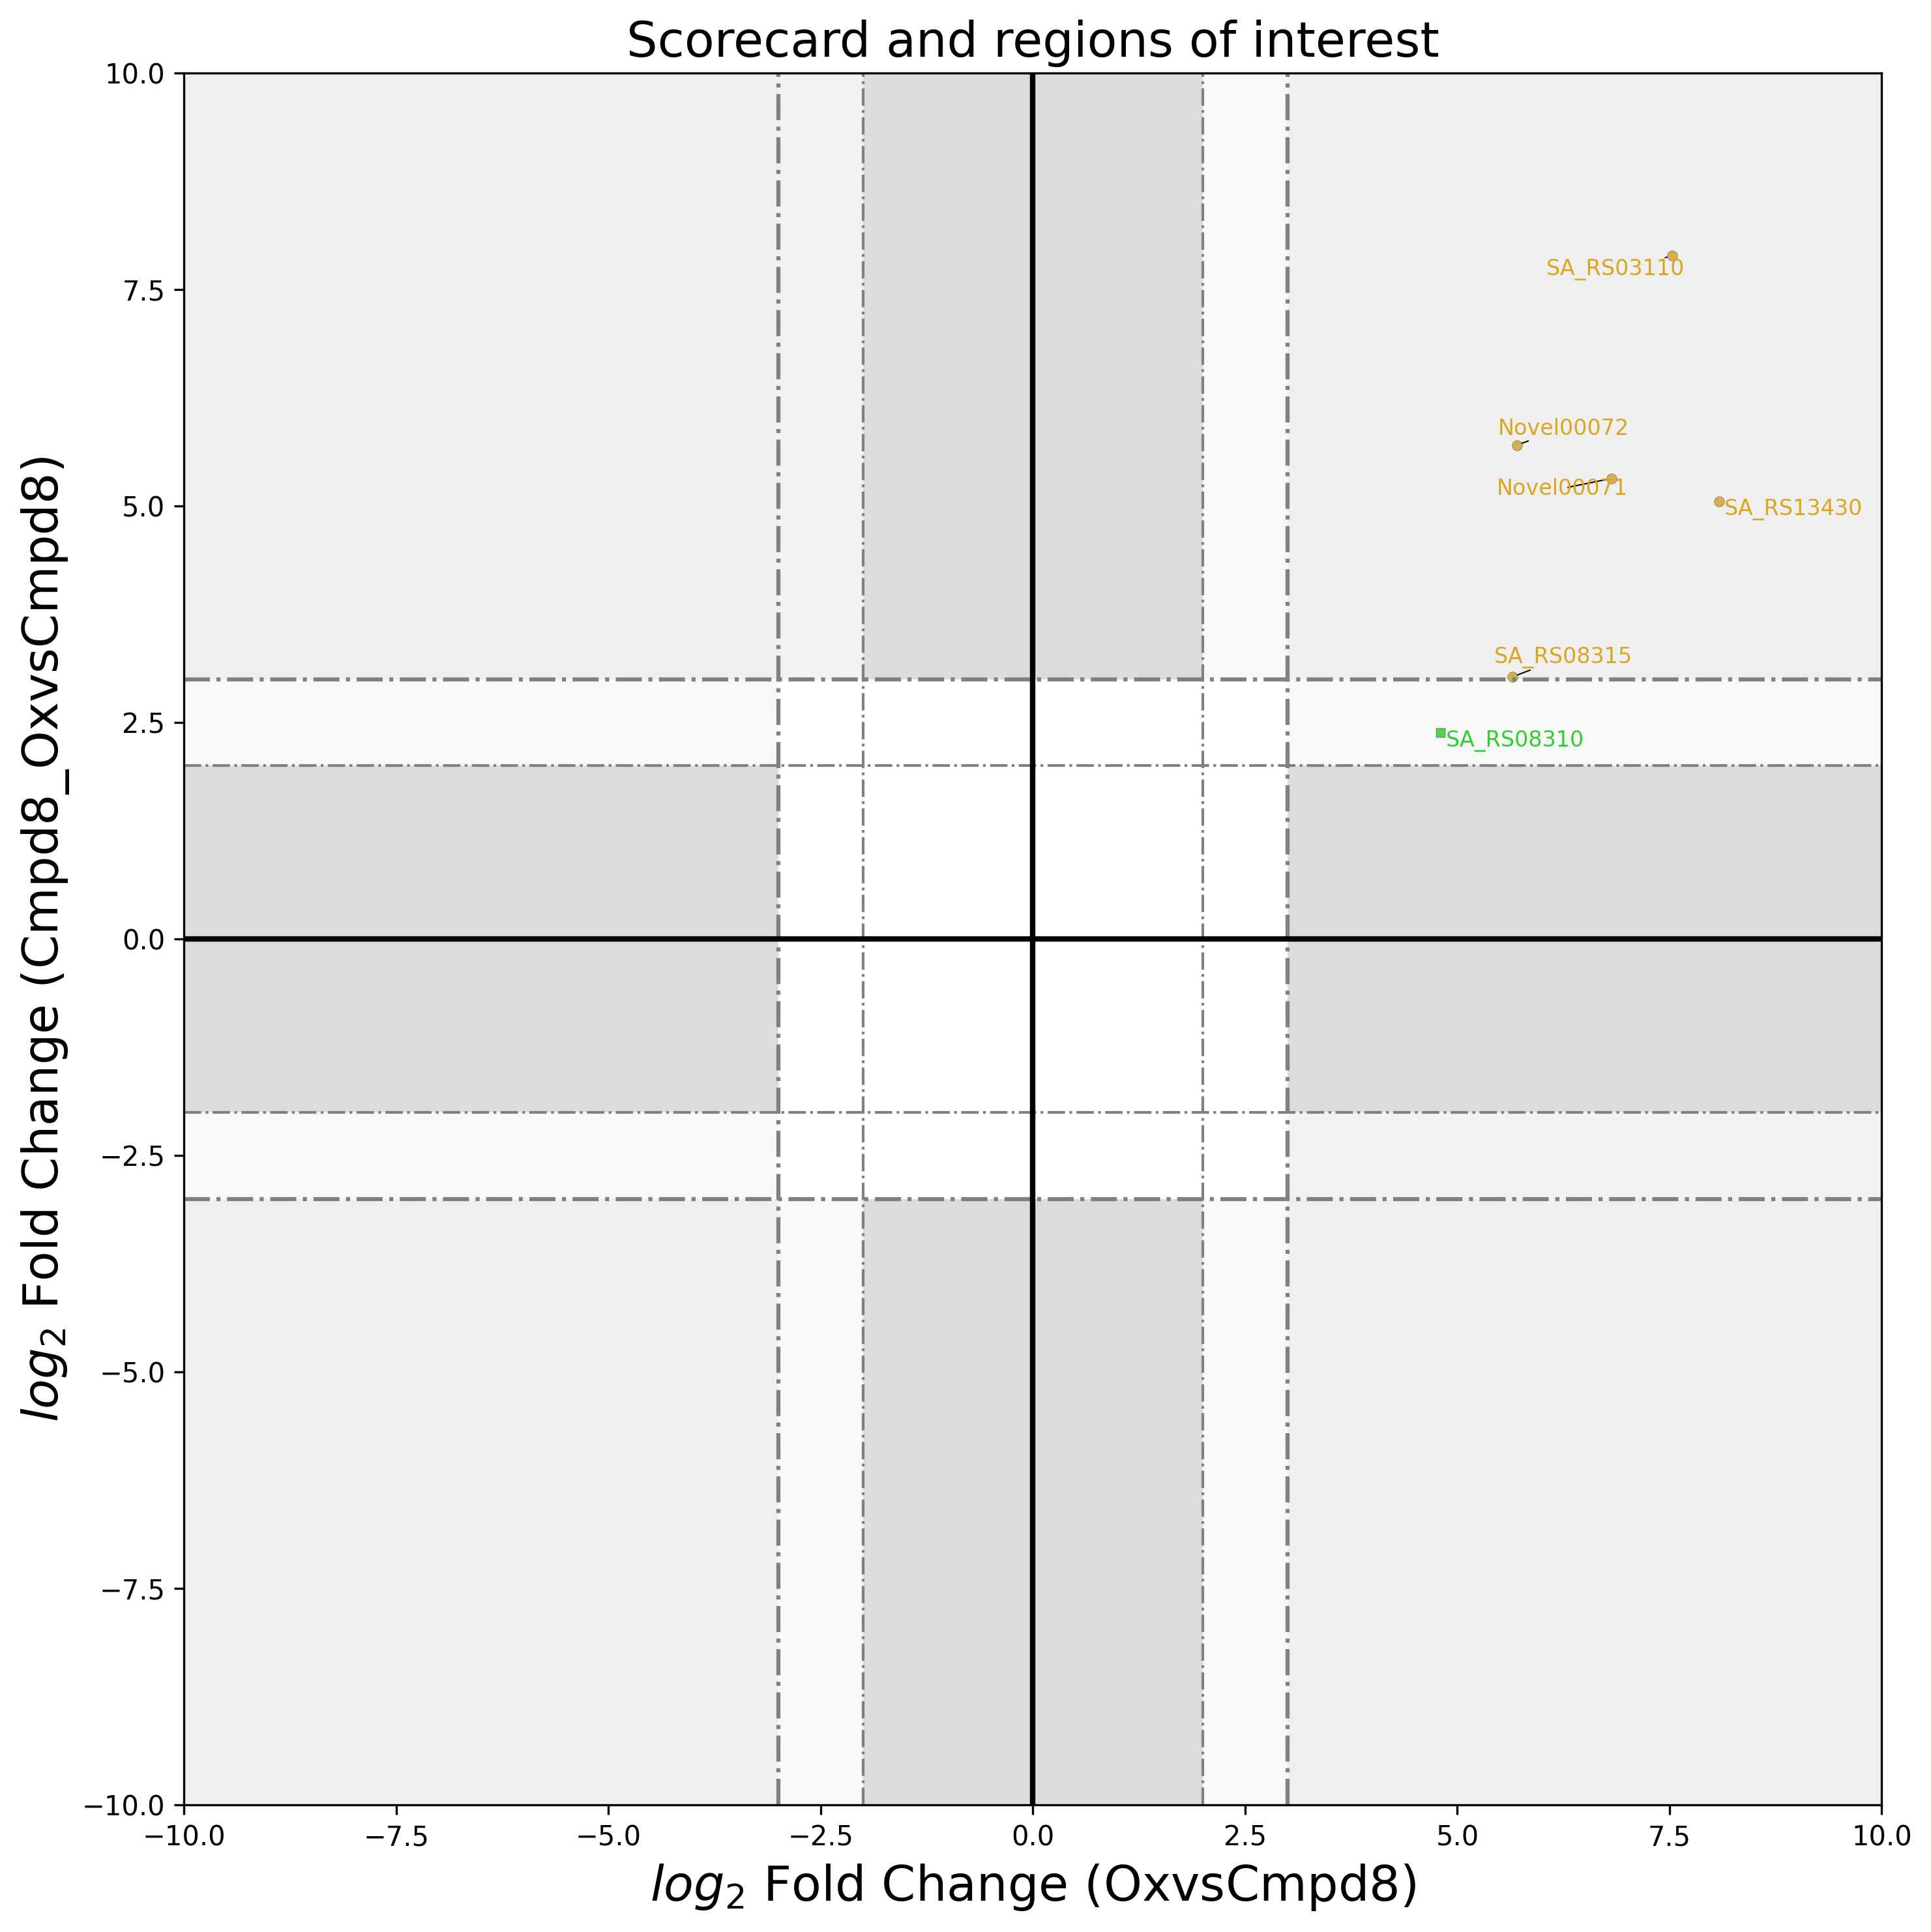 Scorecard and regions of interest
log2 Fold Change (Cmpd8_OxvsCmpd8)
10.0
7.5
5.0
2.5
0.0
−2.5
−5.0
−7.5
−10.0
SA_RS03110
Novel00072
Novel00071
SA_RS13430
SA_RS08315
SA_RS08310
−10.0
−7.5
−5.0
−2.5
0.0
2.5
5.0
7.5
10.0
log2 Fold Change (OxvsCmpd8)